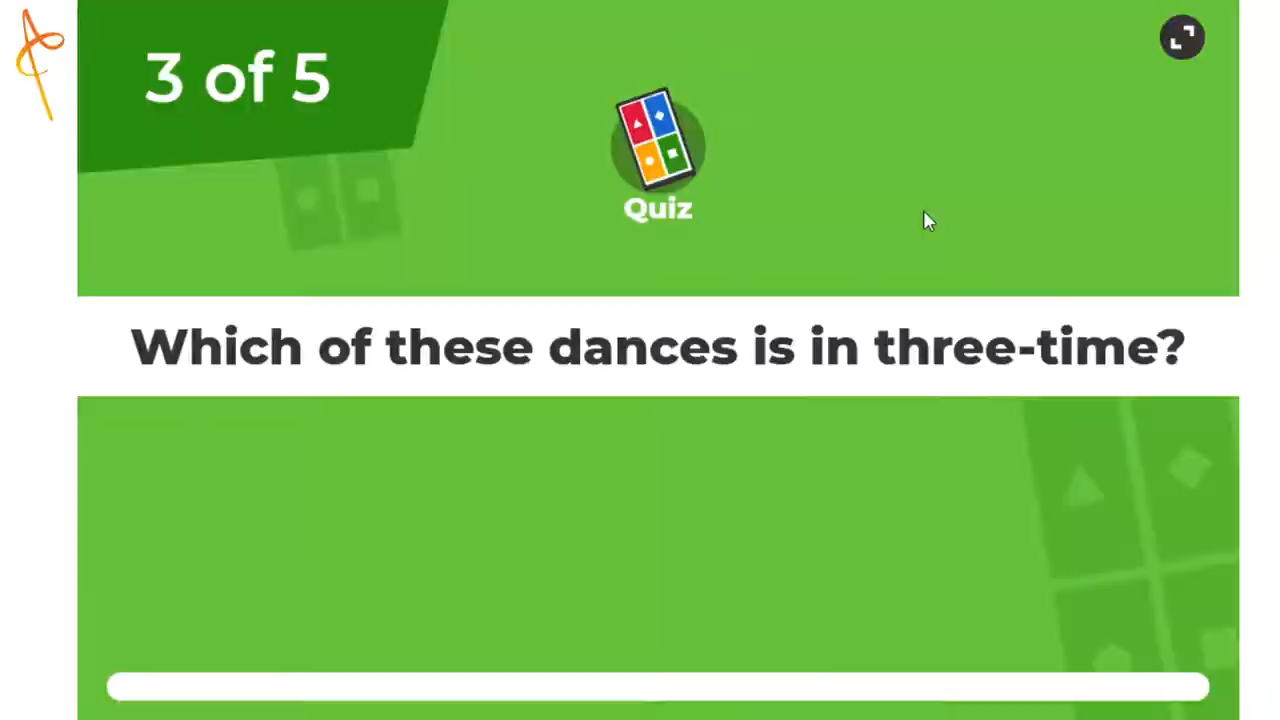 3 of 5
Quiz
Which of these dances is in three-time?